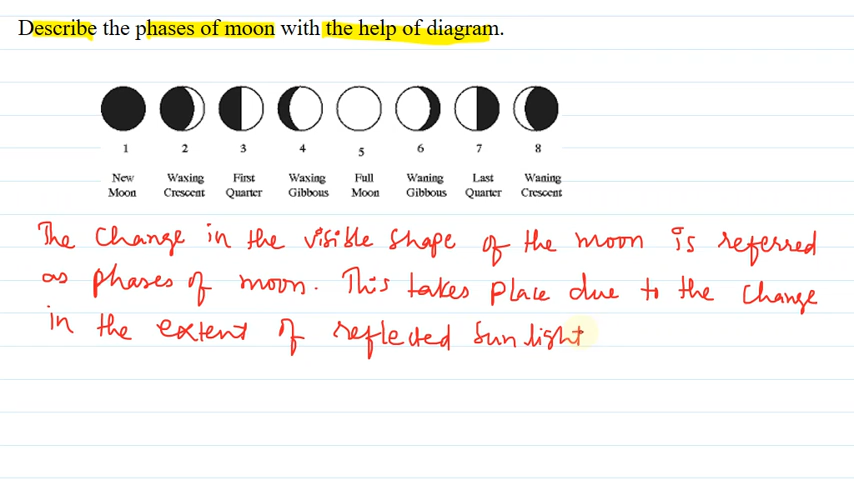 Describe the phases of moon with the help of diagram.
1 2 3 4 5 6 7 8
New Waxing First Waxing Full Waning Last Waning
Moon Crescent Quarter Gibbous Moon Gibbous Quarter Crescent
The change in the visible shape of the moon is referred
as phases of moon. This takes place due to the change
in the extent of reflected sunlight